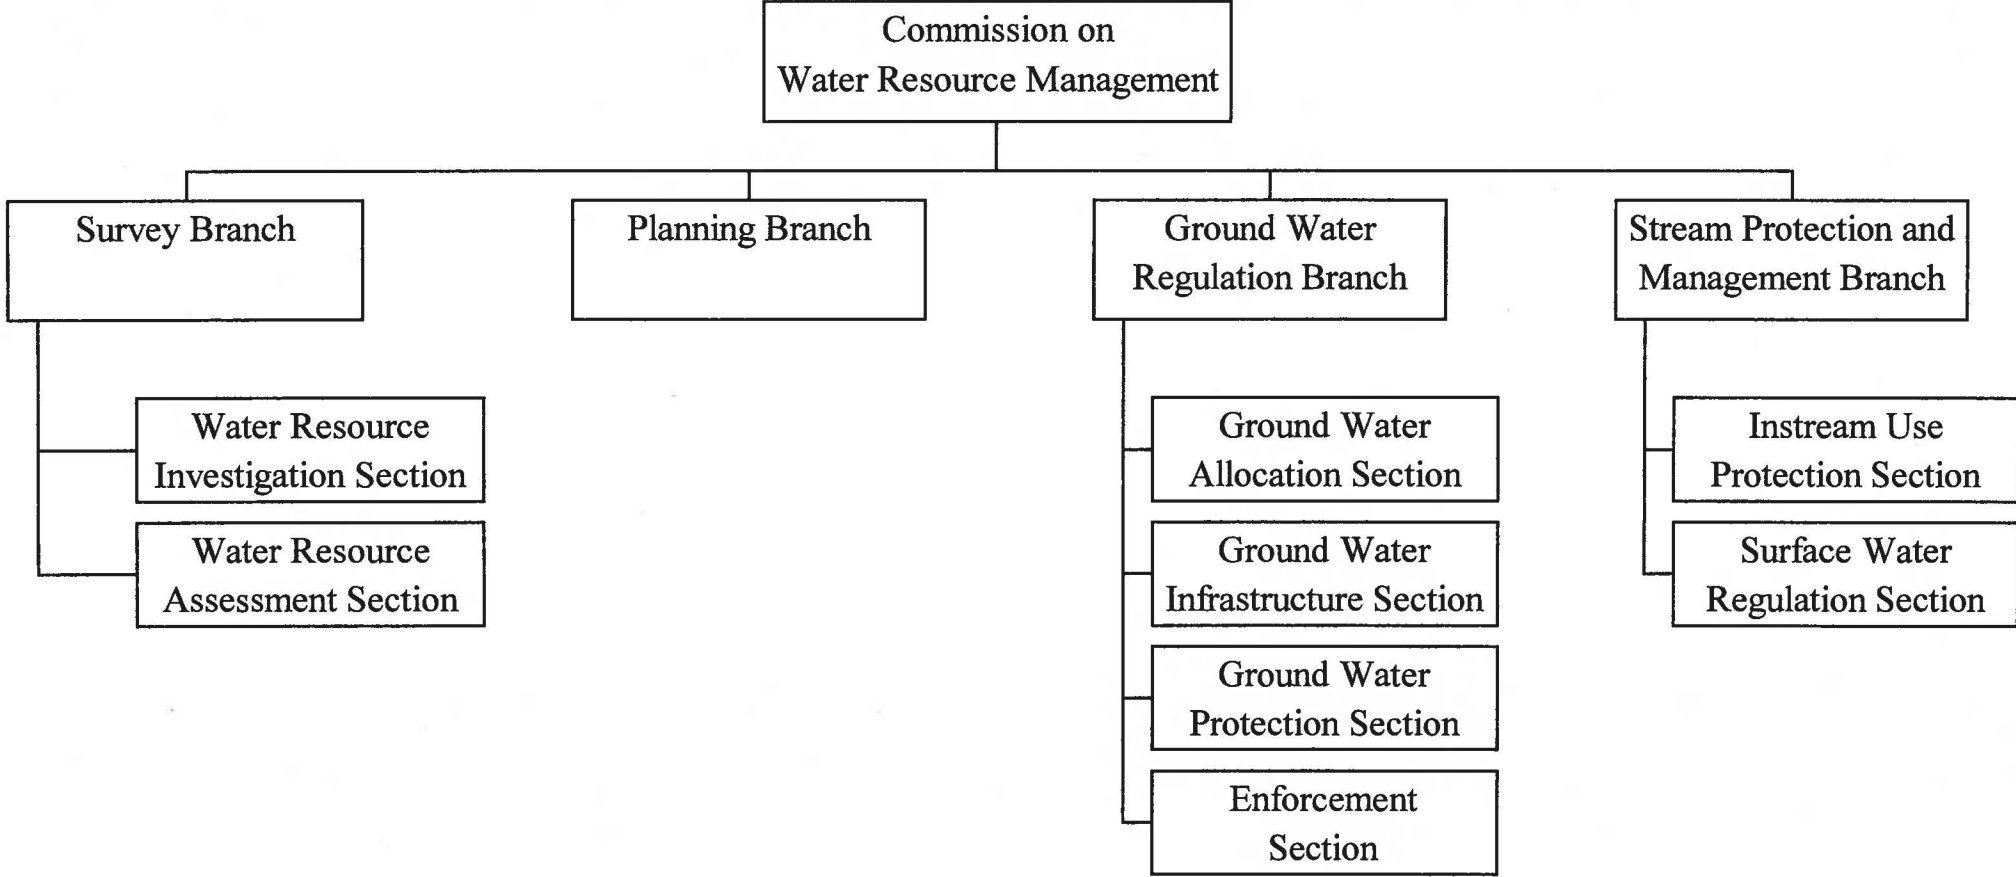 Commission on
Water Resource Management
Survey Branch
Planning Branch
Ground Water
Regulation Branch
Stream Protection and
Management Branch
Water Resource
Investigation Section
Water Resource
Assessment Section
Ground Water
Allocation Section
Ground Water
Infrastructure Section
Ground Water
Protection Section
Enforcement
Section
Instream Use
Protection Section
Surface Water
Regulation Section